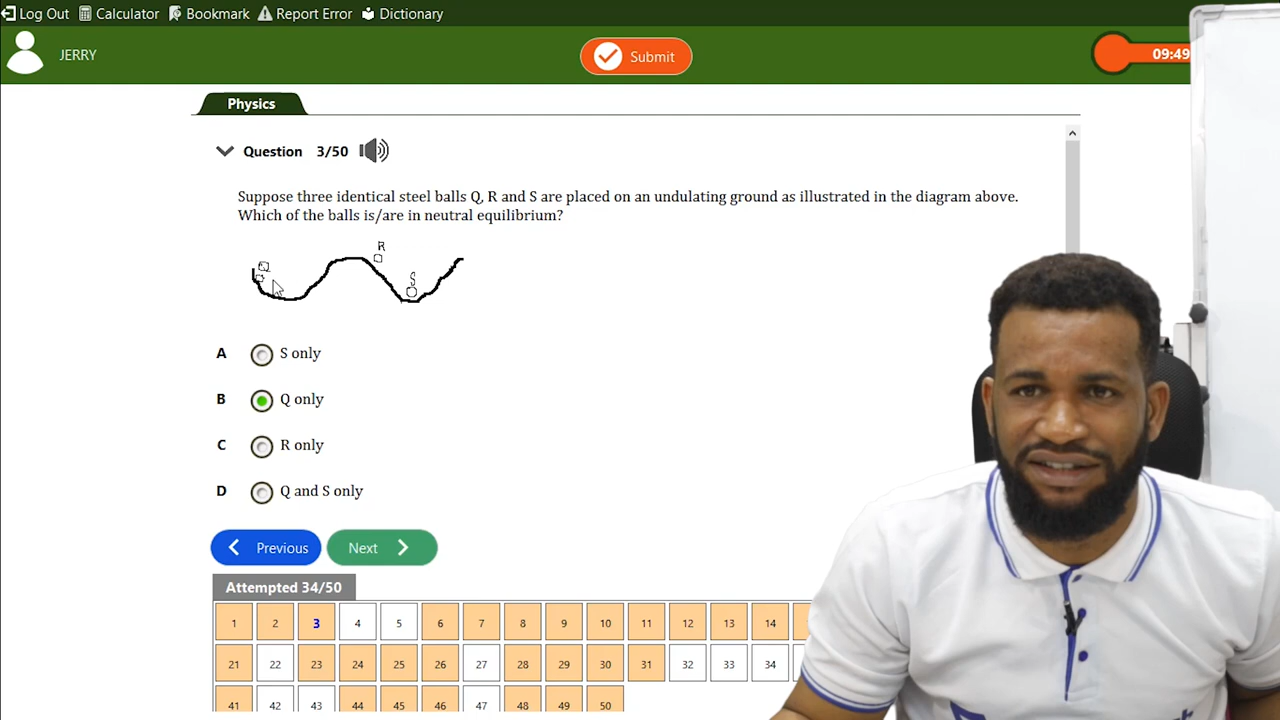 Log Out Calculator Bookmark Report Error Dictionary
JERRY
Submit
09:49
Physics
Question 3/50
Suppose three identical steel balls Q, R and S are placed on an undulating ground as illustrated in the diagram above.
Which of the balls is/are in neutral equilibrium?
R
Q
S
A S only
B Q only
C R only
D Q and S only
Previous Next
Attempted 34/50
1 2 3 4 5 6 7 8 9 10 11 12 13 14
21 22 23 24 25 26 27 28 29 30 31 32 33 34
41 42 43 44 45 46 47 48 49 50